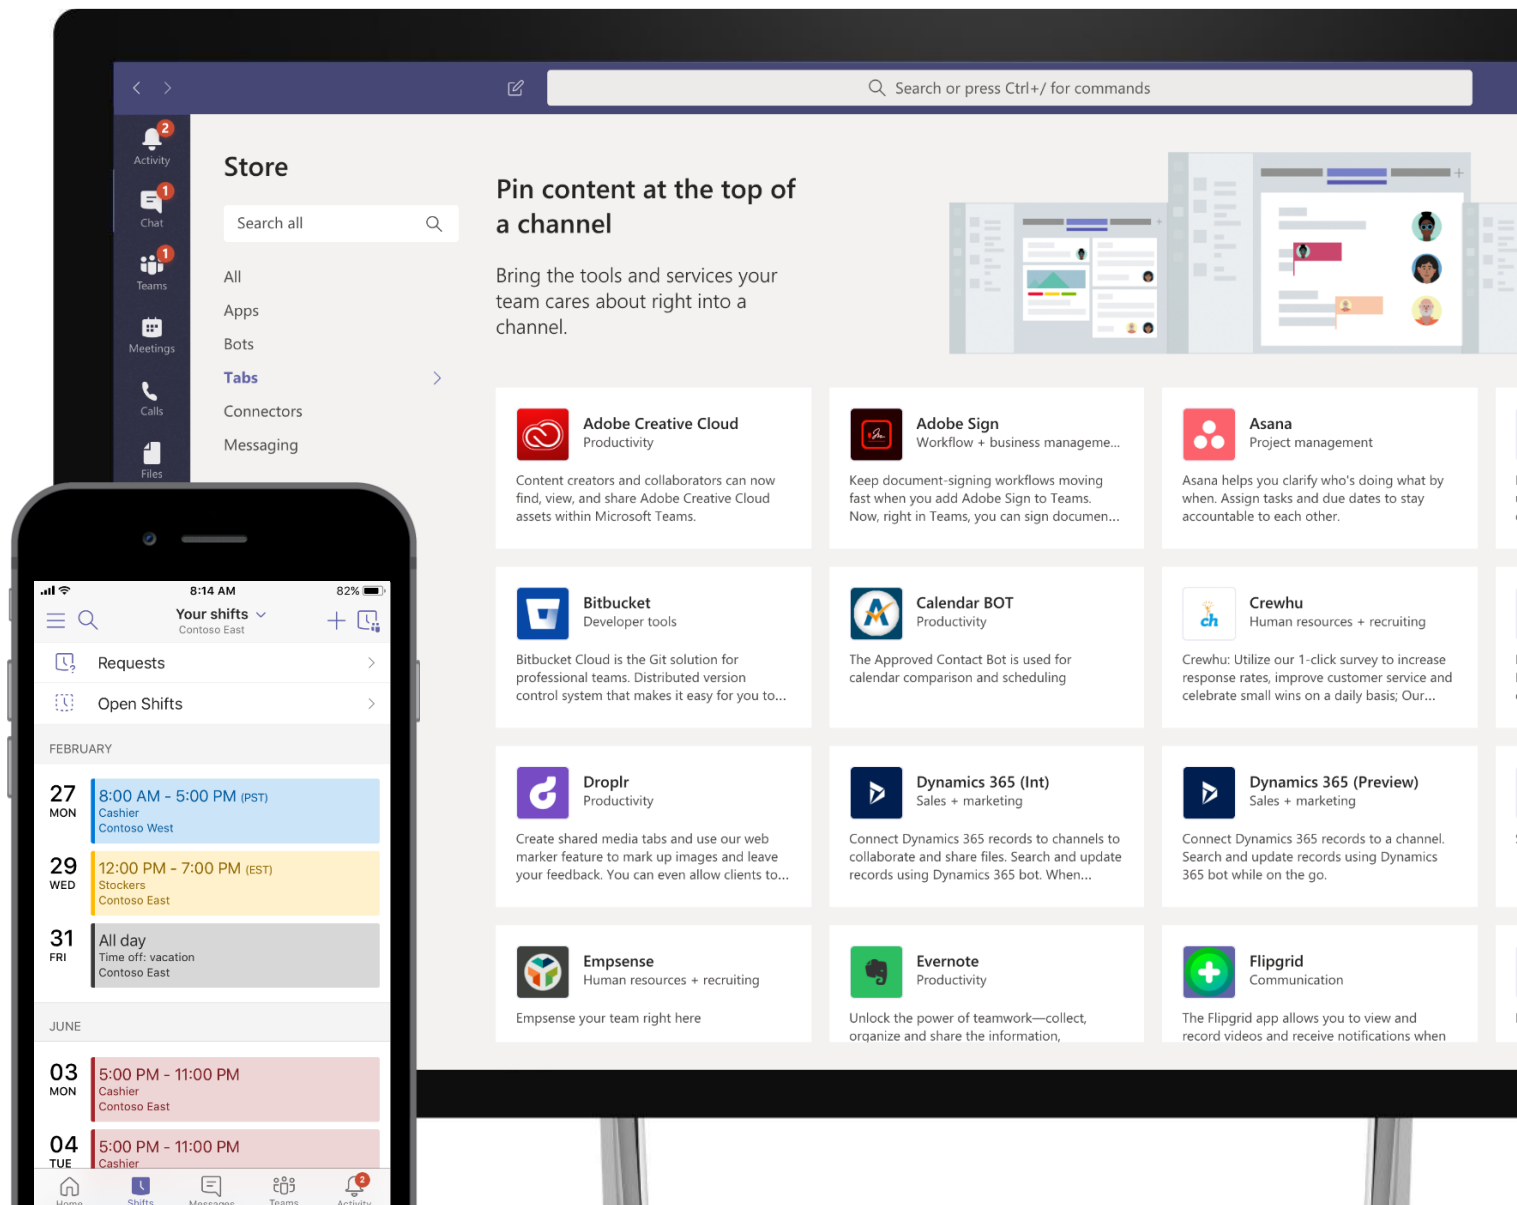 Search or press Ctrl+/ for commands
2
Activity
1
Chat
1
Teams
Meetings
Calls
Files
Store
Search all
All
Apps
Bots
Tabs
Connectors
Messaging
Pin content at the top of
a channel
Bring the tools and services your
team cares about right into a
channel.
Adobe Creative Cloud
Productivity
Content creators and collaborators can now
find, view, and share Adobe Creative Cloud
assets within Microsoft Teams.
Adobe Sign
Workflow + business manageme...
Keep document-signing workflows moving
fast when you add Adobe Sign to Teams.
Now, right in Teams, you can sign documen...
Asana
Project management
Asana helps you clarify who's doing what by
when. Assign tasks and due dates to stay
accountable to each other.
Bitbucket
Developer tools
Bitbucket Cloud is the Git solution for
professional teams. Distributed version
control system that makes it easy for you to...
Calendar BOT
Productivity
The Approved Contact Bot is used for
calendar comparison and scheduling
ch
Crewhu
Human resources + recruiting
Crewhu: Utilize our 1-click survey to increase
response rates, improve customer service and
celebrate small wins on a daily basis; Our...
Droplr
Productivity
Create shared media tabs and use our web
marker feature to mark up images and leave
your feedback. You can even allow clients to...
Dynamics 365 (Int)
Sales + marketing
Connect Dynamics 365 records to channels to
collaborate and share files. Search and update
records using Dynamics 365 bot. When...
Dynamics 365 (Preview)
Sales + marketing
Connect Dynamics 365 records to a channel.
Search and update records using Dynamics
365 bot while on the go.
Empsense
Human resources + recruiting
Empsense your team right here
Evernote
Productivity
Unlock the power of teamwork—collect,
organize and share the information,
Flipgrid
Communication
The Flipgrid app allows you to view and
record videos and receive notifications when
8:14 AM
82%
Your shifts
Contoso East
Requests
Open Shifts
FEBRUARY
27
MON
8:00 AM - 5:00 PM (PST)
Cashier
Contoso West
29
WED
12:00 PM - 7:00 PM (EST)
Stockers
Contoso East
31
FRI
All day
Time off: vacation
Contoso East
JUNE
03
MON
5:00 PM - 11:00 PM
Cashier
Contoso East
04
TUE
5:00 PM - 11:00 PM
Cashier
Home
Shifts
Messages
Teams
2
Activity